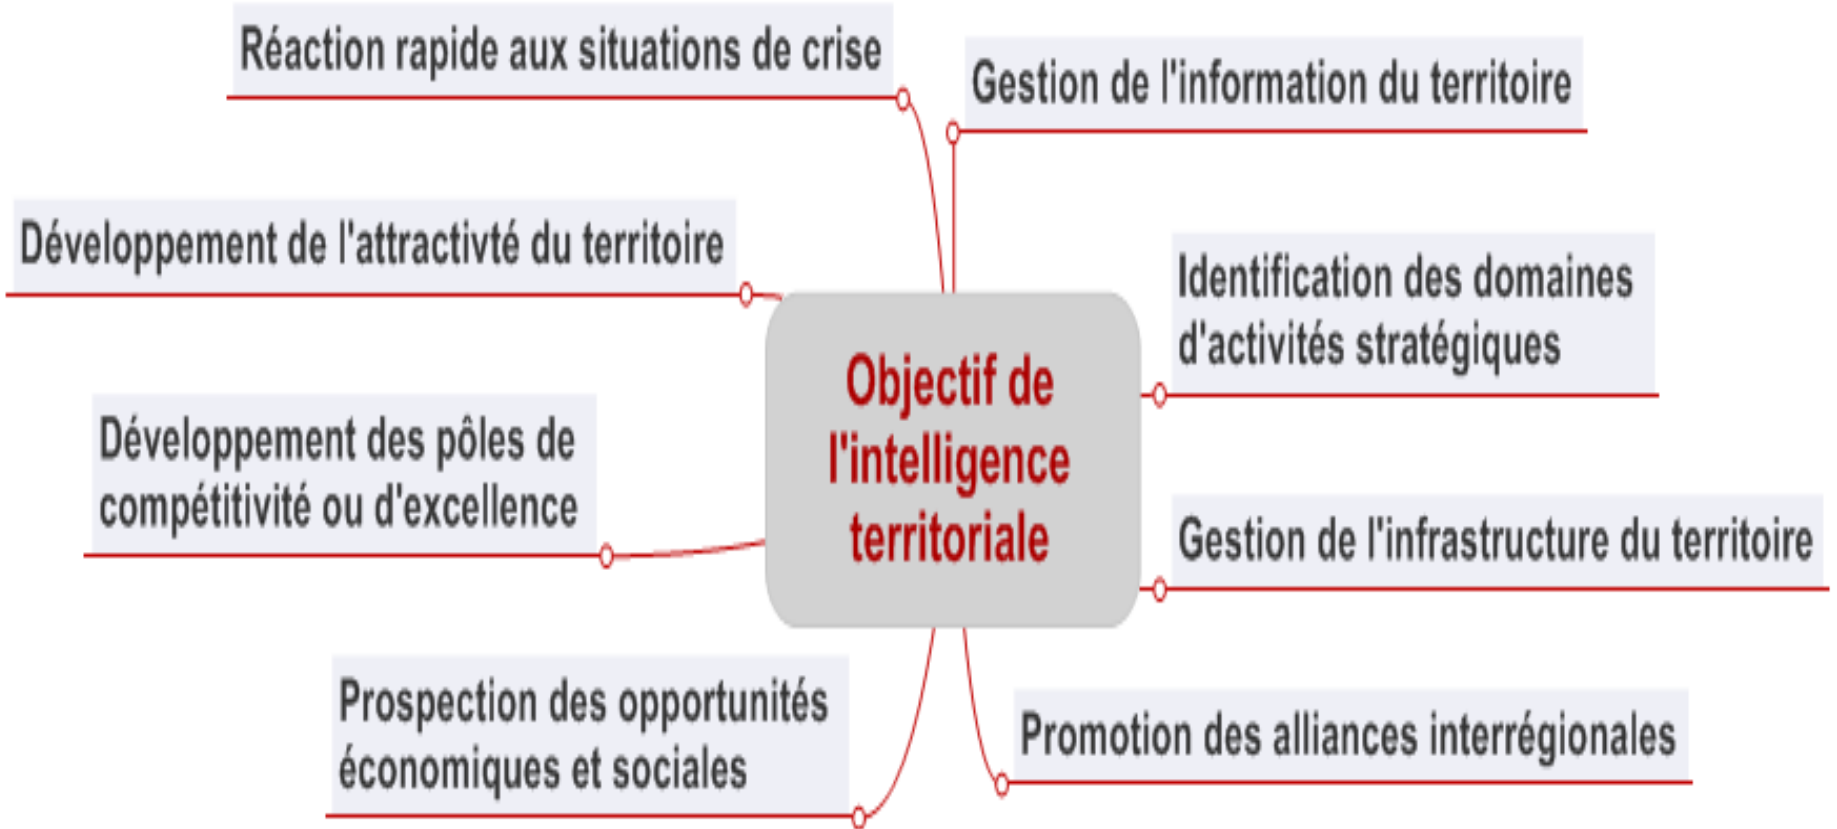 Réaction rapide aux situations de crise
Gestion de l'information du territoire
Développement de l'attractivté du territoire
Identification des domaines
d'activités stratégiques
Objectif de
l'intelligence
territoriale
Développement des pôles de
compétitivité ou d'excellence
Gestion de l'infrastructure du territoire
Prospection des opportunités
économiques et sociales
Promotion des alliances interrégionales